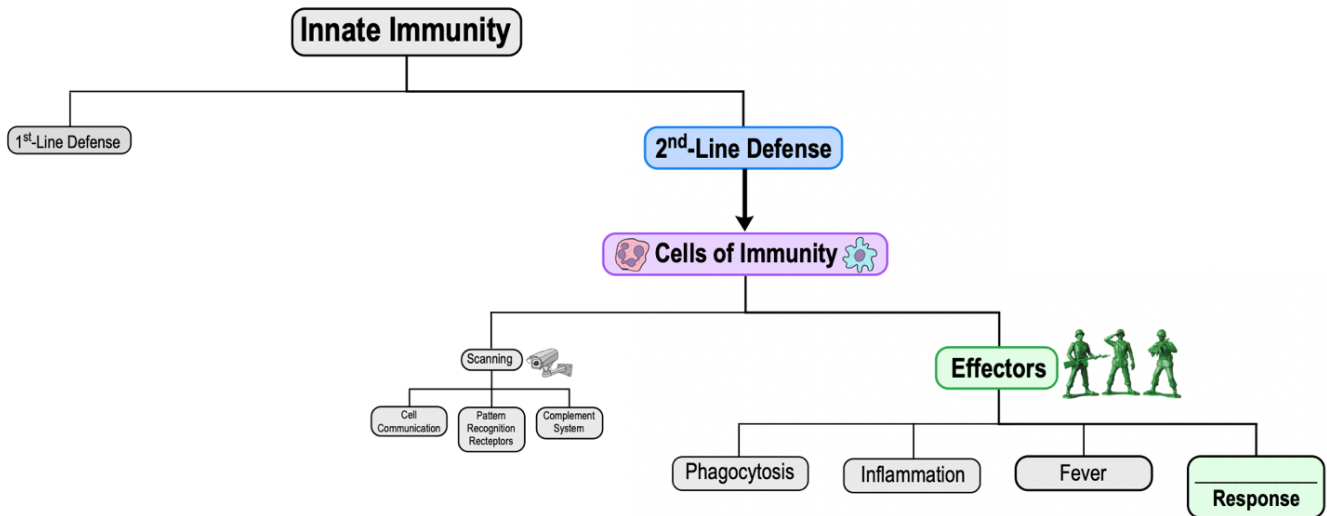 Innate Immunity
1st-Line Defense
2nd-Line Defense
Cells of Immunity
Scanning
Effectors
Cell
Communication
Pattern
Recognition
Recteptors
Complement
System
Phagocytosis
Inflammation
Fever
Response